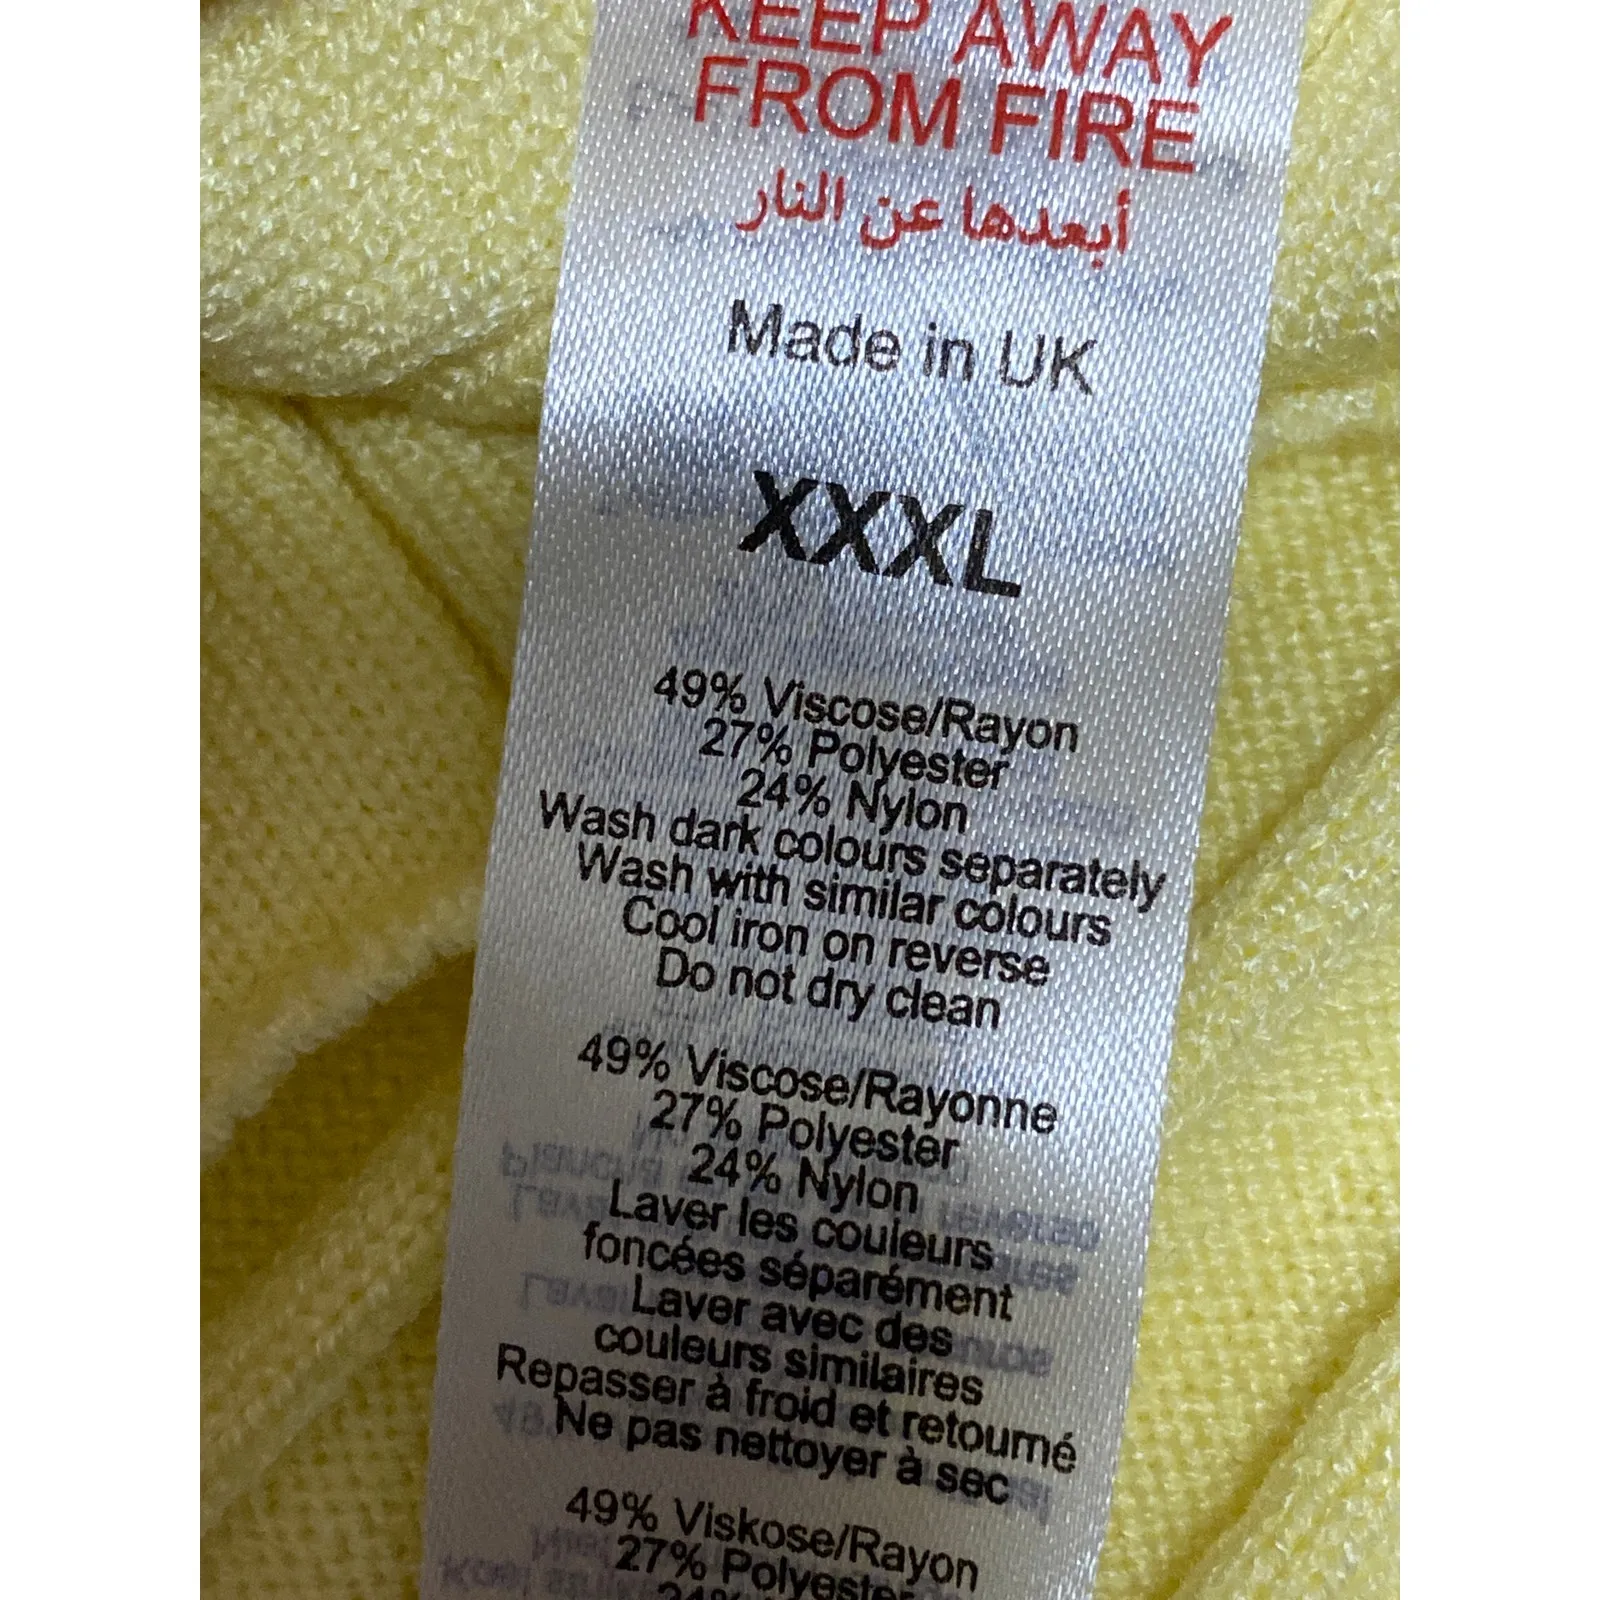 KEEP AWAY
FROM FIRE
أبعدها عن النار
Made in UK
XXXL
49% Viscose/Rayon
27% Polyester
24% Nylon
Wash dark colours separately
Wash with similar colours
Cool iron on reverse
Do not dry clean
49% Viscose/Rayonne
27% Polyester
24% Nylon
Laver les couleurs
foncées séparément
Laver avec des
couleurs similaires
Repasser à froid et retourné
Ne pas nettoyer à sec
49% Viskose/Rayon
27% Polyester
24%